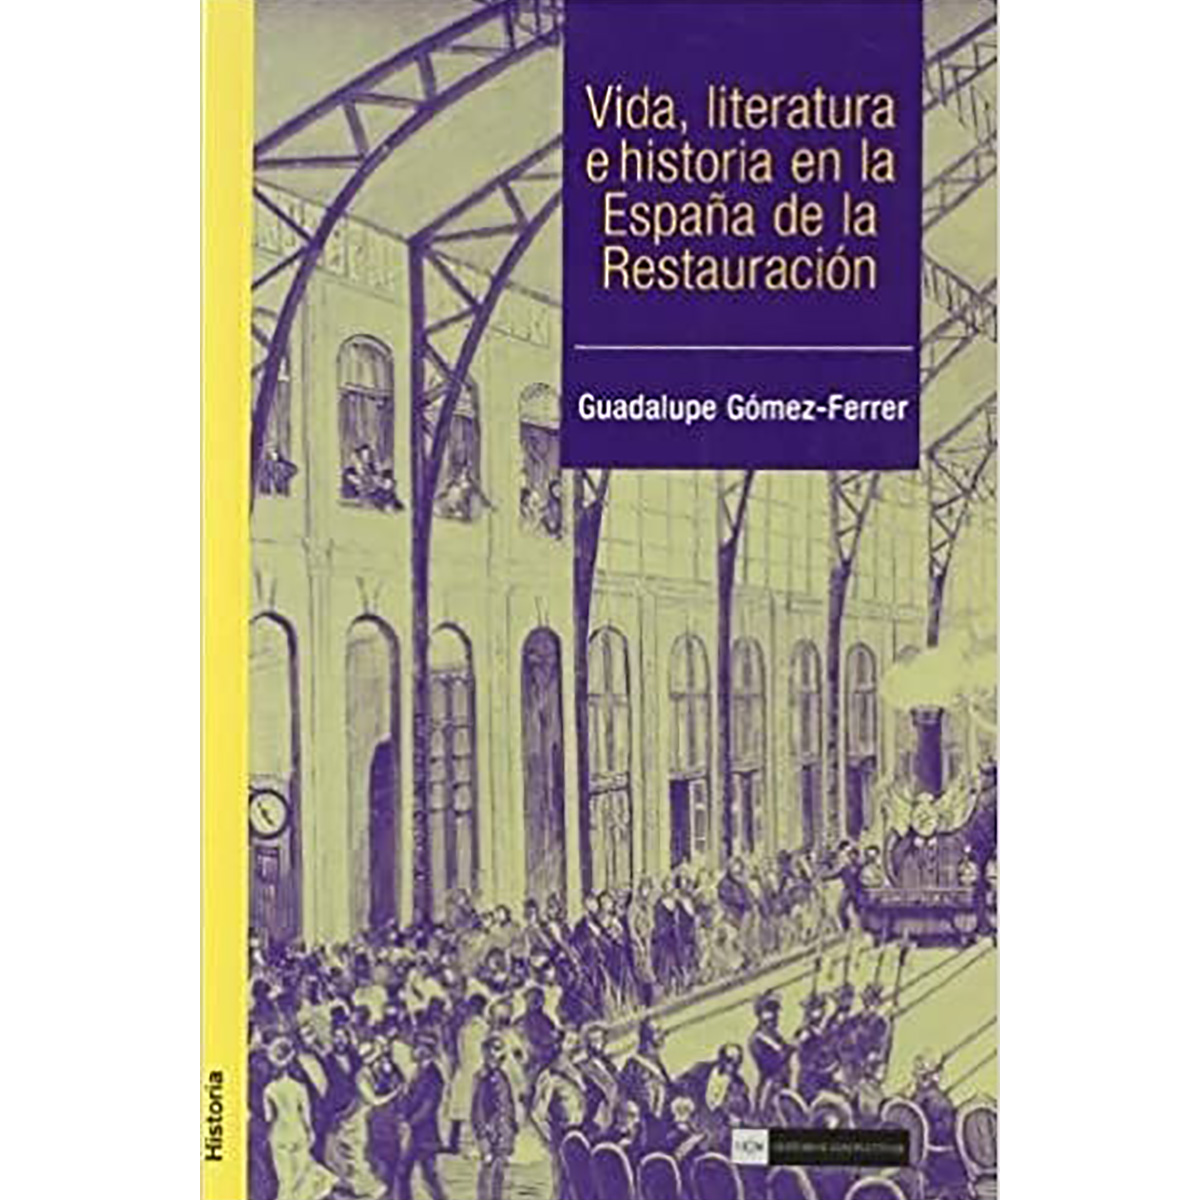 Vida, literatura
e historia en la
España de la
Restauración
Guadalupe Gómez-Ferrer
Historia